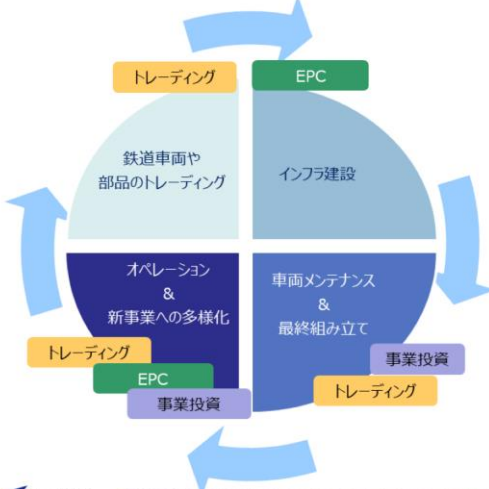 トレーディング
EPC
鉄道車両や
部品のトレーディング
インフラ建設
オペレーション
&
新事業への多様化
車両メンテナンス
&
最終組み立て
トレーディング
EPC
事業投資
事業投資
トレーディング